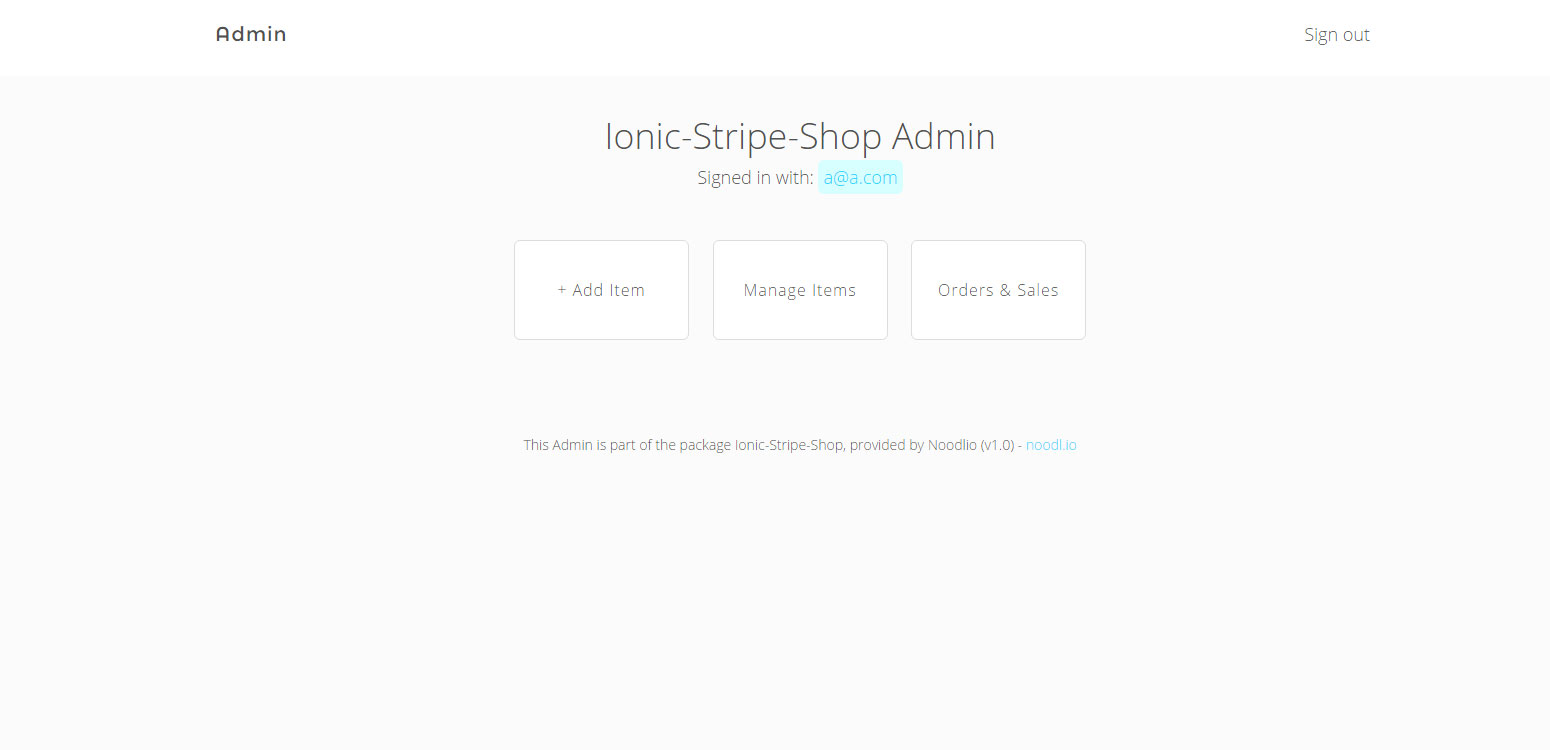 Admin
Sign out
Ionic-Stripe-Shop Admin
Signed in with: a@a.com
+ Add Item
Manage Items
Orders & Sales
This Admin is part of the package Ionic-Stripe-Shop, provided by Noodlio (v1.0) - noodl.io